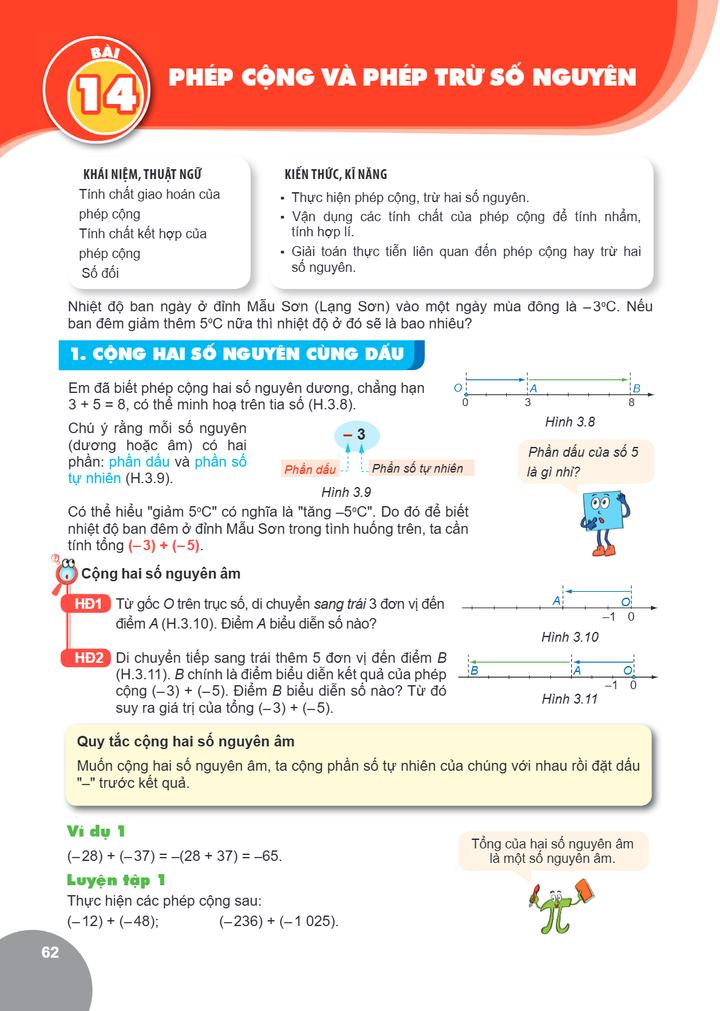 BÀI
14
PHÉP CỘNG VÀ PHÉP TRỪ SỐ NGUYÊN
KHÁI NIỆM, THUẬT NGỮ
Tính chất giao hoán của
phép cộng
Tính chất kết hợp của
phép cộng
Số đối
KIẾN THỨC, KĨ NĂNG
• Thực hiện phép cộng, trừ hai số nguyên.
• Vận dụng các tính chất của phép cộng để tính nhẩm,
tính hợp lí.
• Giải toán thực tiễn liên quan đến phép cộng hay trừ hai
số nguyên.
Nhiệt độ ban ngày ở đỉnh Mẫu Sơn (Lạng Sơn) vào một ngày mùa đông là –3ºC. Nếu
ban đêm giảm thêm 5ºC nữa thì nhiệt độ ở đó sẽ là bao nhiêu?
1. CỘNG HAI SỐ NGUYÊN CÙNG DẤU
Em đã biết phép cộng hai số nguyên dương, chẳng hạn
3 + 5 = 8, có thể minh hoạ trên tia số (H.3.8).
O A B
0 3 8
Hình 3.8
Chú ý rằng mỗi số nguyên
(dương hoặc âm) có hai
phần: phần dấu và phần số
tự nhiên (H.3.9).
– 3
Phần dấu Phần số tự nhiên
Hình 3.9
Phần dấu của số 5
là gì nhỉ?
Có thể hiểu "giảm 5ºC" có nghĩa là "tăng –5ºC". Do đó để biết
nhiệt độ ban đêm ở đỉnh Mẫu Sơn trong tình huống trên, ta cần
tính tổng (–3) + (–5).
Cộng hai số nguyên âm
HĐ1 Từ gốc O trên trục số, di chuyển sang trái 3 đơn vị đến
điểm A (H.3.10). Điểm A biểu diễn số nào?
A O
–1 0
Hình 3.10
HĐ2 Di chuyển tiếp sang trái thêm 5 đơn vị đến điểm B
(H.3.11). B chính là điểm biểu diễn kết quả của phép
cộng (–3) + (–5). Điểm B biểu diễn số nào? Từ đó
suy ra giá trị của tổng (–3) + (–5).
B A O
–1 0
Hình 3.11
Quy tắc cộng hai số nguyên âm
Muốn cộng hai số nguyên âm, ta cộng phần số tự nhiên của chúng với nhau rồi đặt dấu
"–" trước kết quả.
Ví dụ 1
(–28) + (–37) = –(28 + 37) = –65.
Tổng của hai số nguyên âm
là một số nguyên âm.
Luyện tập 1
Thực hiện các phép cộng sau:
(–12) + (–48); (–236) + (–1 025).
62